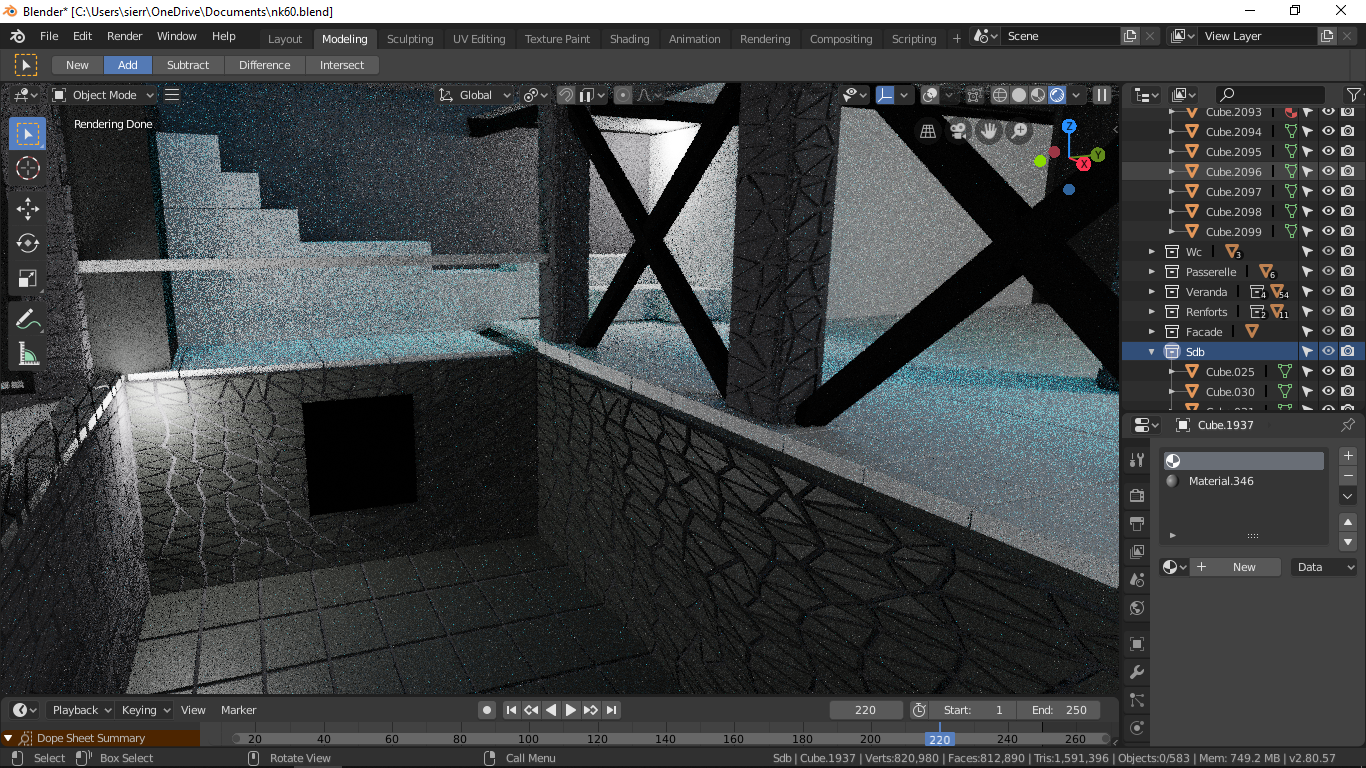 Blender* [C:\Users\sierr\OneDrive\Documents\nk60.blend]
File Edit Render Window Help Layout Modeling Sculpting UV Editing Texture Paint Shading Animation Rendering Compositing Scripting + Scene View Layer
New Add Subtract Difference Intersect
Object Mode Global
Rendering Done
Z
Y
X
Cube.2093
Cube.2094
Cube.2095
Cube.2096
Cube.2097
Cube.2098
Cube.2099
Wc 3
Passerelle 6
Veranda 4 54
Renforts 2 11
Facade
Sdb
Cube.025
Cube.030
Cube.1937
Material.346
New Data
Playback Keying View Marker 220 Start: 1 End: 250
Dope Sheet Summary 20 40 60 80 100 120 140 160 180 200 220 240 260
Select Box Select Rotate View Call Menu Sdb | Cube.1937 | Verts:820,980 | Faces:812,890 | Tris:1,591,396 | Objects:0/583 | Mem: 749.2 MB | v2.80.57